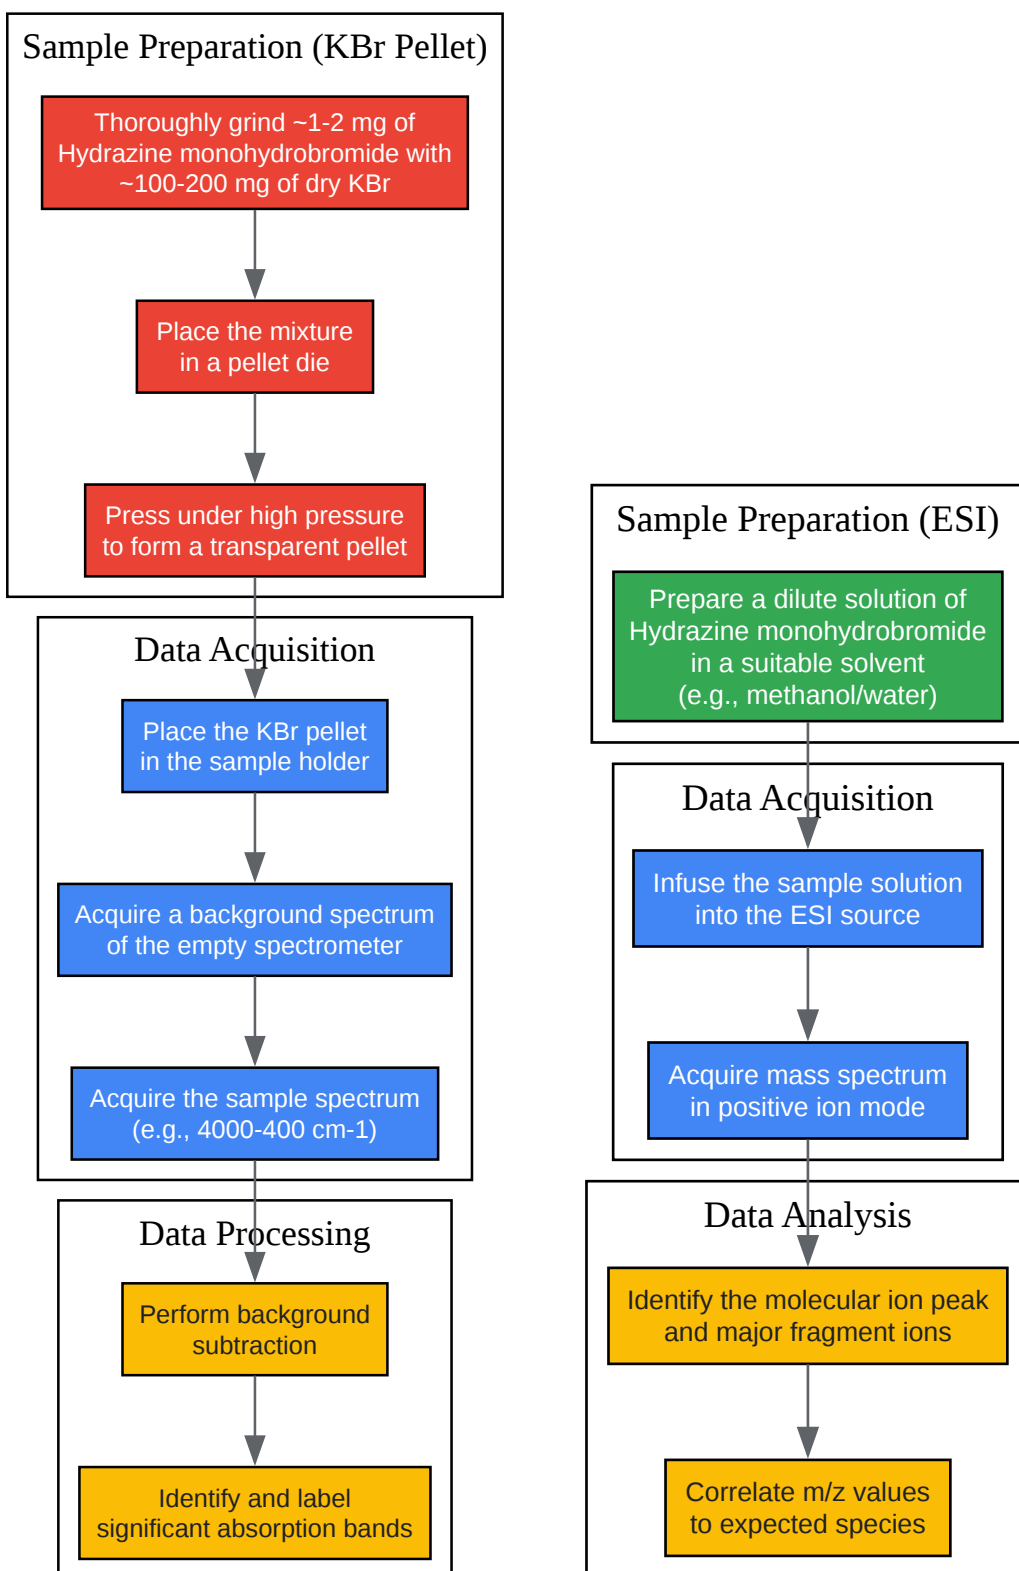 Sample Preparation (KBr Pellet)
Thoroughly grind ~1-2 mg of
Hydrazine monohydrobromide with
~100-200 mg of dry KBr
Place the mixture
in a pellet die
Press under high pressure
to form a transparent pellet
Data Acquisition
Place the KBr pellet
in the sample holder
Acquire a background spectrum
of the empty spectrometer
Acquire the sample spectrum
(e.g., 4000-400 cm-1)
Data Processing
Perform background
subtraction
Identify and label
significant absorption bands
Sample Preparation (ESI)
Prepare a dilute solution of
Hydrazine monohydrobromide
in a suitable solvent
(e.g., methanol/water)
Data Acquisition
Infuse the sample solution
into the ESI source
Acquire mass spectrum
in positive ion mode
Data Analysis
Identify the molecular ion peak
and major fragment ions
Correlate m/z values
to expected species